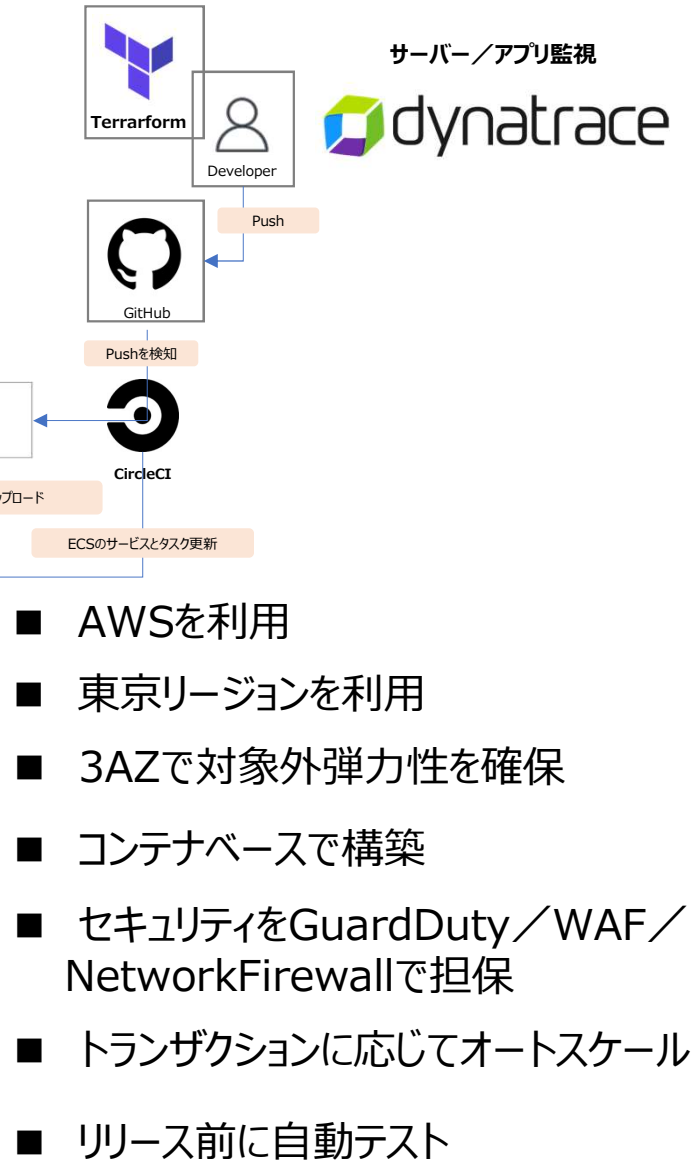 サーバー／アプリ監視
dynatrace
Terrarform
Developer
Push
GitHub
Pushを検知
CircleCI
プロード
ECSのサービスとタスク更新
■ AWSを利用
■ 東京リージョンを利用
■ 3AZで対象外弾力性を確保
■ コンテナベースで構築
■ セキュリティをGuardDuty／WAF／
NetworkFirewallで担保
■ トランザクションに応じてオートスケール
■ リリース前に自動テスト